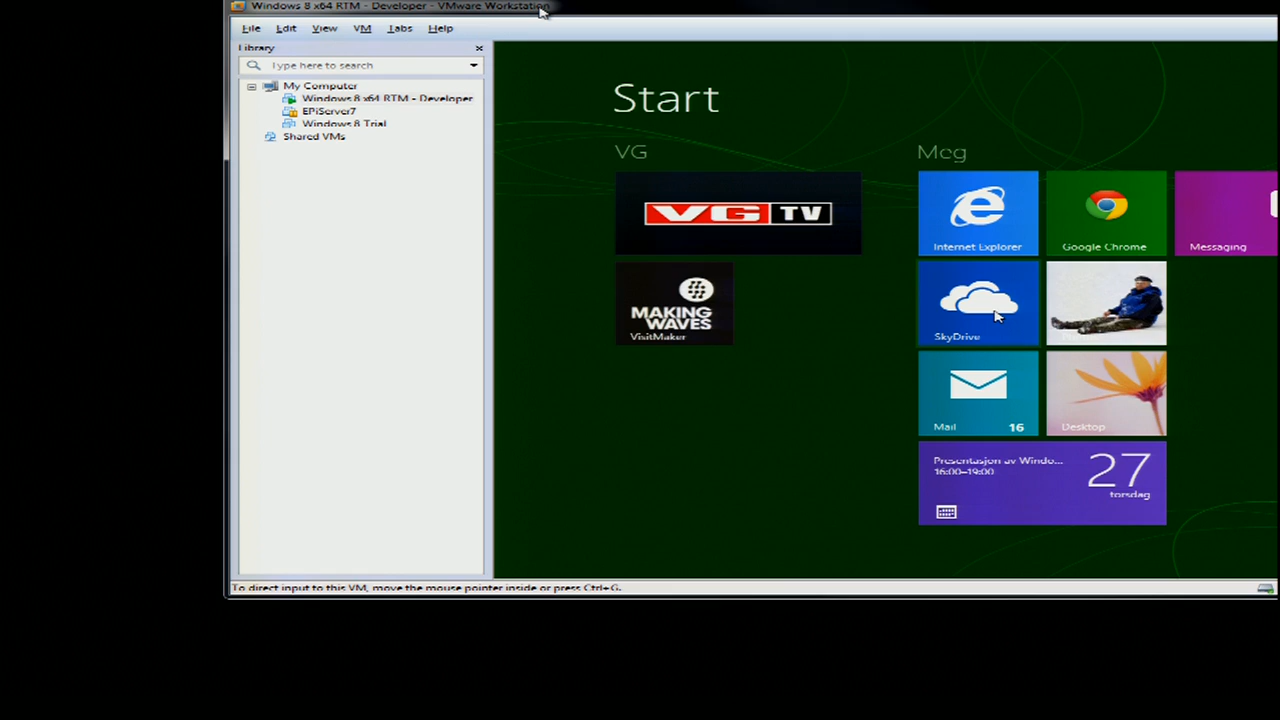 Windows 8 x64 RTM - Developer - VMware Workstation
File Edit View VM Tabs Help
Library
Type here to search
My Computer
Windows 8 x64 RTM - Developer
EPiServer7
Windows 8 Trial
Shared VMs
Start
VG
Meg
VG TV
Internet Explorer
Google Chrome
Messaging
MAKING
WAVES
VisitMaker
SkyDrive
Mail 16
Desktop
Presentasjon av Windo...
16:00–19:00
27
torsdag
To direct input to this VM, move the mouse pointer inside or press Ctrl+G.